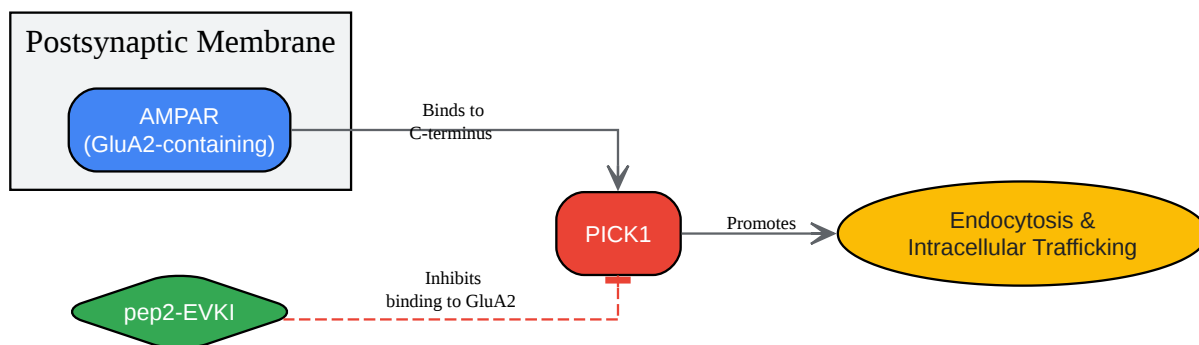 Postsynaptic Membrane
AMPAR
(GluA2-containing)
Binds to
C-terminus
PICK1
Promotes
Endocytosis &
Intracellular Trafficking
Inhibits
binding to GluA2
pep2-EVKI